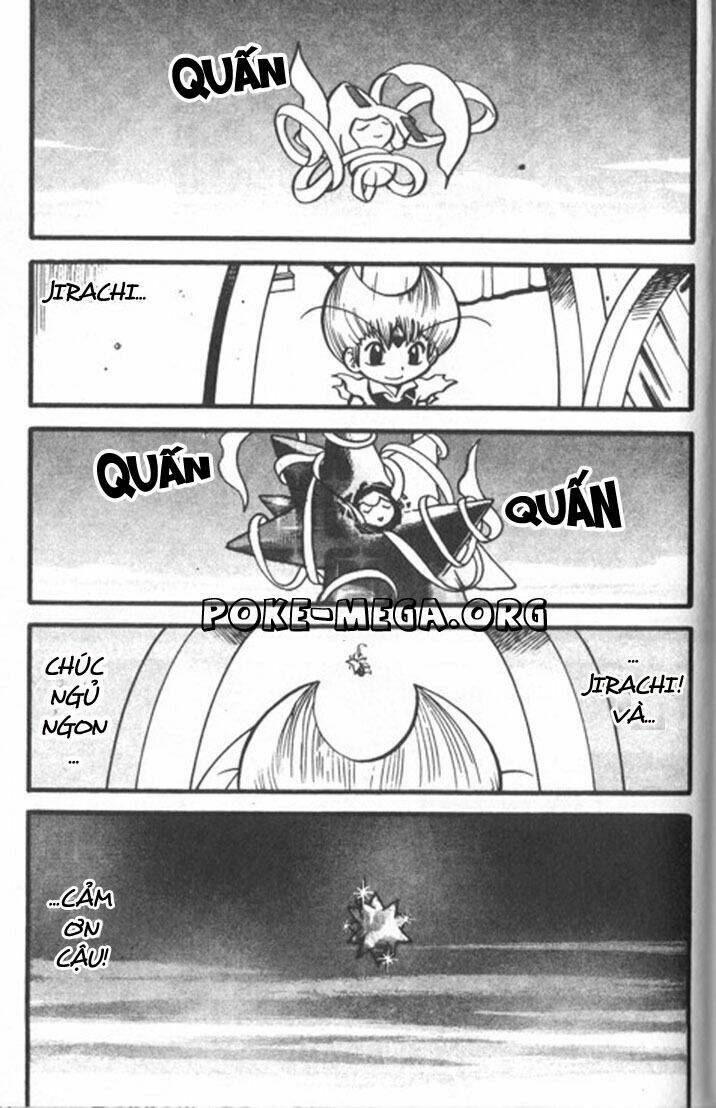 QUẤN
JIRACHI...
QUẤN
QUẤN
POKE-MEGA.ORG
...
JIRACHI!
VÀ...
CHÚC
NGỦ
NGON
...
...CẢM
ƠN
CẬU!